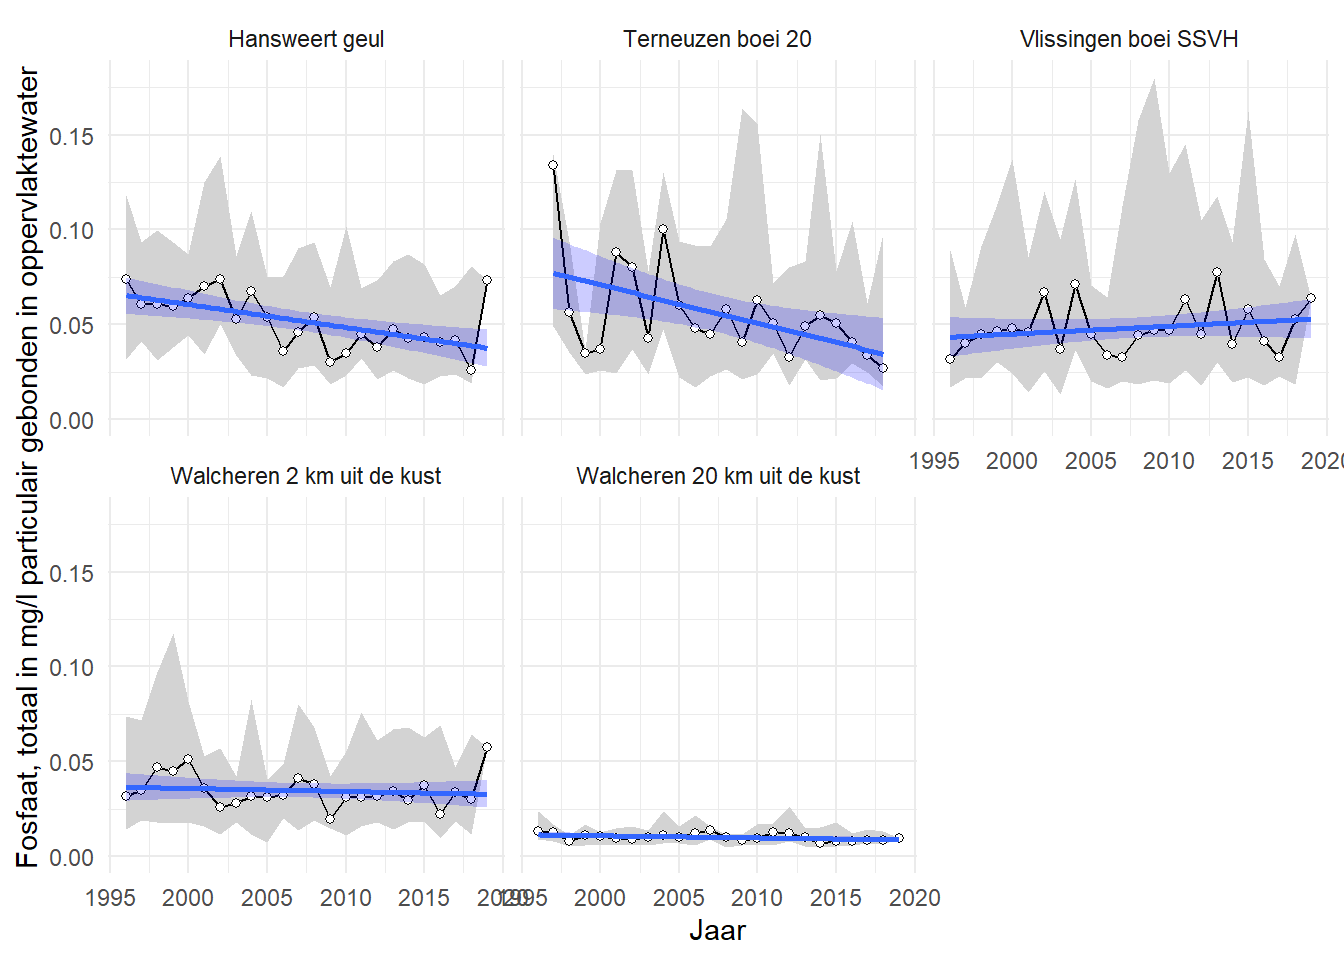 Hansweert geul
Terneuzen boei 20
Vlissingen boei SSVH
Fosfaat, totaal in mg/l particulair gebonden in oppervlaktewater
0.15
0.10
0.05
0.00
1995 2000 2005 2010 2015 2020
Walcheren 2 km uit de kust
Walcheren 20 km uit de kust
0.15
0.10
0.05
0.00
1995 2000 2005 2010 2015 2020
1995 2000 2005 2010 2015 2020
Jaar